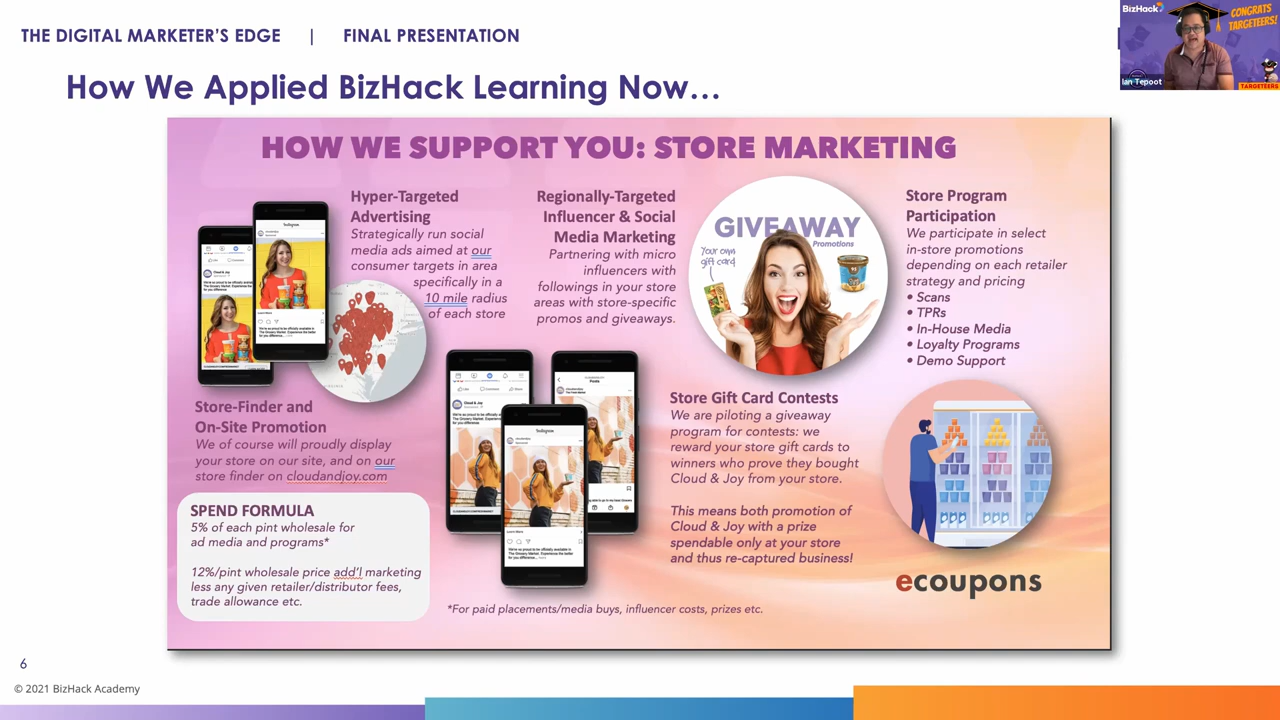 THE DIGITAL MARKETER'S EDGE | FINAL PRESENTATION
BizHack
CONGRATS
TARGETEERS!
Ian Tepoot
TARGETEERS
How We Applied BizHack Learning Now…
HOW WE SUPPORT YOU: STORE MARKETING
Hyper-Targeted
Advertising
Strategically run social
media ads aimed at our
consumer targets in area
specifically in a
10 mile radius
of each store
Regionally-Targeted
Influencer & Social
Media Marketing
Partnering with micro
influencers with
followings in your store
areas with store-specific
promos and giveaways.
GIVEAWAY
Promotions
Your own
gift card
Store Program
Participation
We participate in select
in-store promotions
depending on each retailer
strategy and pricing
• Scans
• TPRs
• In-House Media
• Loyalty Programs
• Demo Support
Store-Finder and
On-Site Promotion
We of course will proudly display
your store on our site, and on our
store finder on cloudandjoy.com
SPEND FORMULA
5% of each pint wholesale for
ad media and programs*
12%/pint wholesale price add'l marketing
less any given retailer/distributor fees,
trade allowance etc.
Instagram
Cloud & Joy
Instagram
Posts
Store Gift Card Contests
We are piloting a giveaway
program for contests: we
reward your store gift cards to
winners who prove they bought
Cloud & Joy from your store.
This means both promotion of
Cloud & Joy with a prize
spendable only at your store
and thus re-captured business!
ecoupons
*For paid placements/media buys, influencer costs, prizes etc.
6
© 2021 BizHack Academy